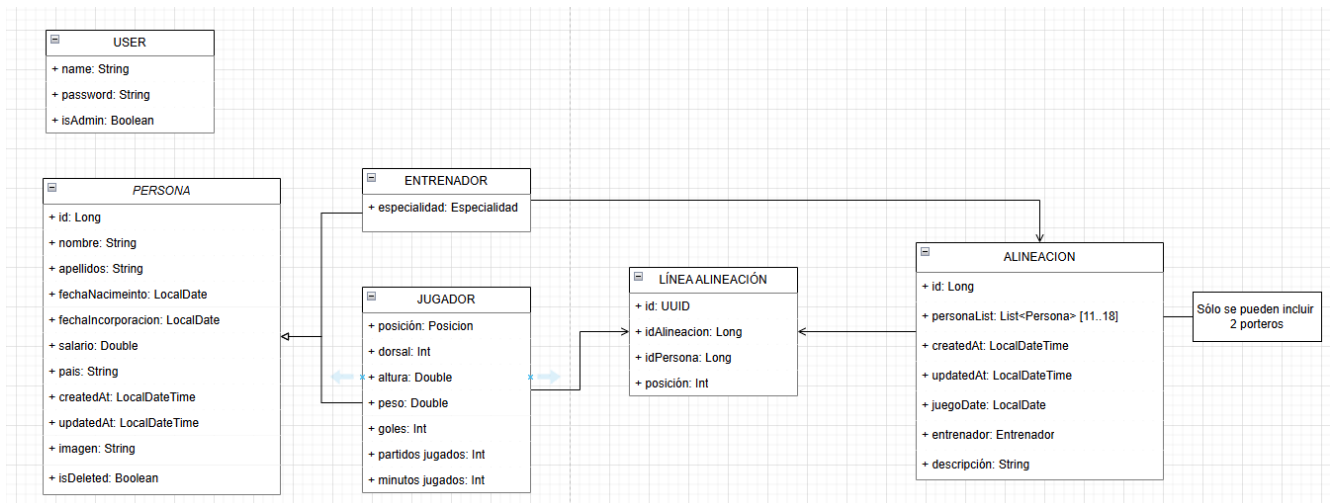 USER
+ name: String
+ password: String
+ isAdmin: Boolean
PERSONA
+ id: Long
+ nombre: String
+ apellidos: String
+ fechaNacimeinto: LocalDate
+ fechaIncorporacion: LocalDate
+ salario: Double
+ pais: String
+ createdAt: LocalDateTime
+ updatedAt: LocalDateTime
+ imagen: String
+ isDeleted: Boolean
ENTRENADOR
+ especialidad: Especialidad
JUGADOR
+ posición: Posicion
+ dorsal: Int
+ altura: Double
+ peso: Double
+ goles: Int
+ partidos jugados: Int
+ minutos jugados: Int
LÍNEA ALINEACIÓN
+ id: UUID
+ idAlineacion: Long
+ idPersona: Long
+ posición: Int
ALINEACION
+ id: Long
+ personaList: List<Persona> [11..18]
+ createdAt: LocalDateTime
+ updatedAt: LocalDateTime
+ juegoDate: LocalDate
+ entrenador: Entrenador
+ descripción: String
Sólo se pueden incluir
2 porteros